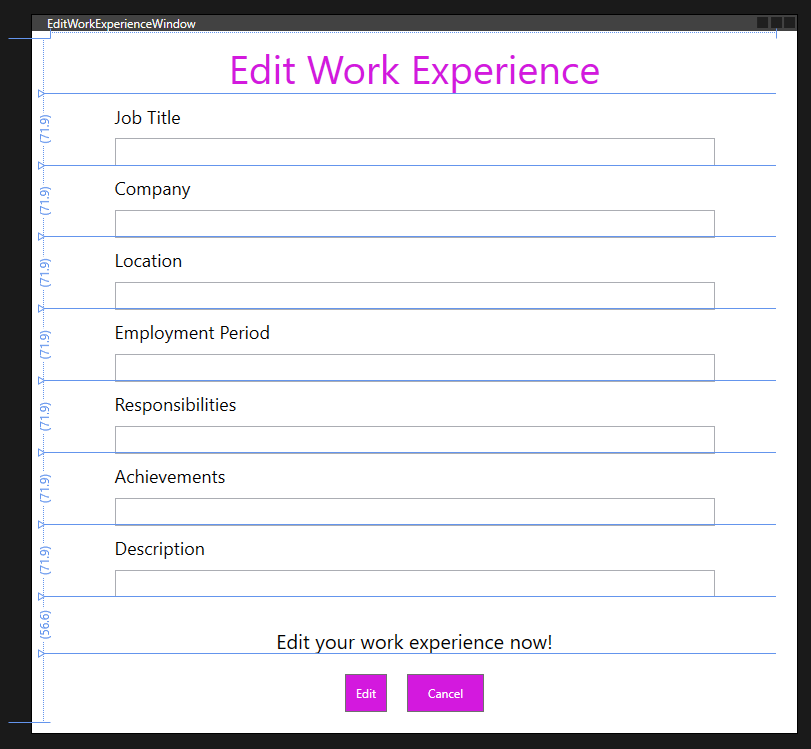 EditWorkExperienceWindow
Edit Work Experience
(71.9)
Job Title
(71.9)
Company
(71.9)
Location
(71.9)
Employment Period
(71.9)
Responsibilities
(71.9)
Achievements
(71.9)
Description
(56.6)
Edit your work experience now!
Edit
Cancel